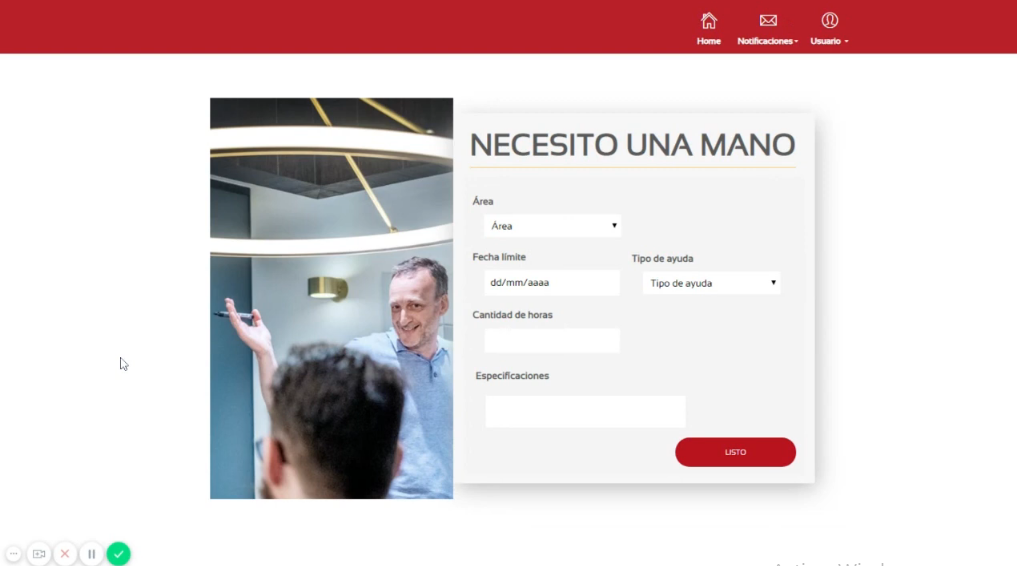 Home
Notificaciones
Usuario
NECESITO UNA MANO
Área
Área
Fecha límite
Tipo de ayuda
dd/mm/aaaa
Tipo de ayuda
Cantidad de horas
Especificaciones
LISTO